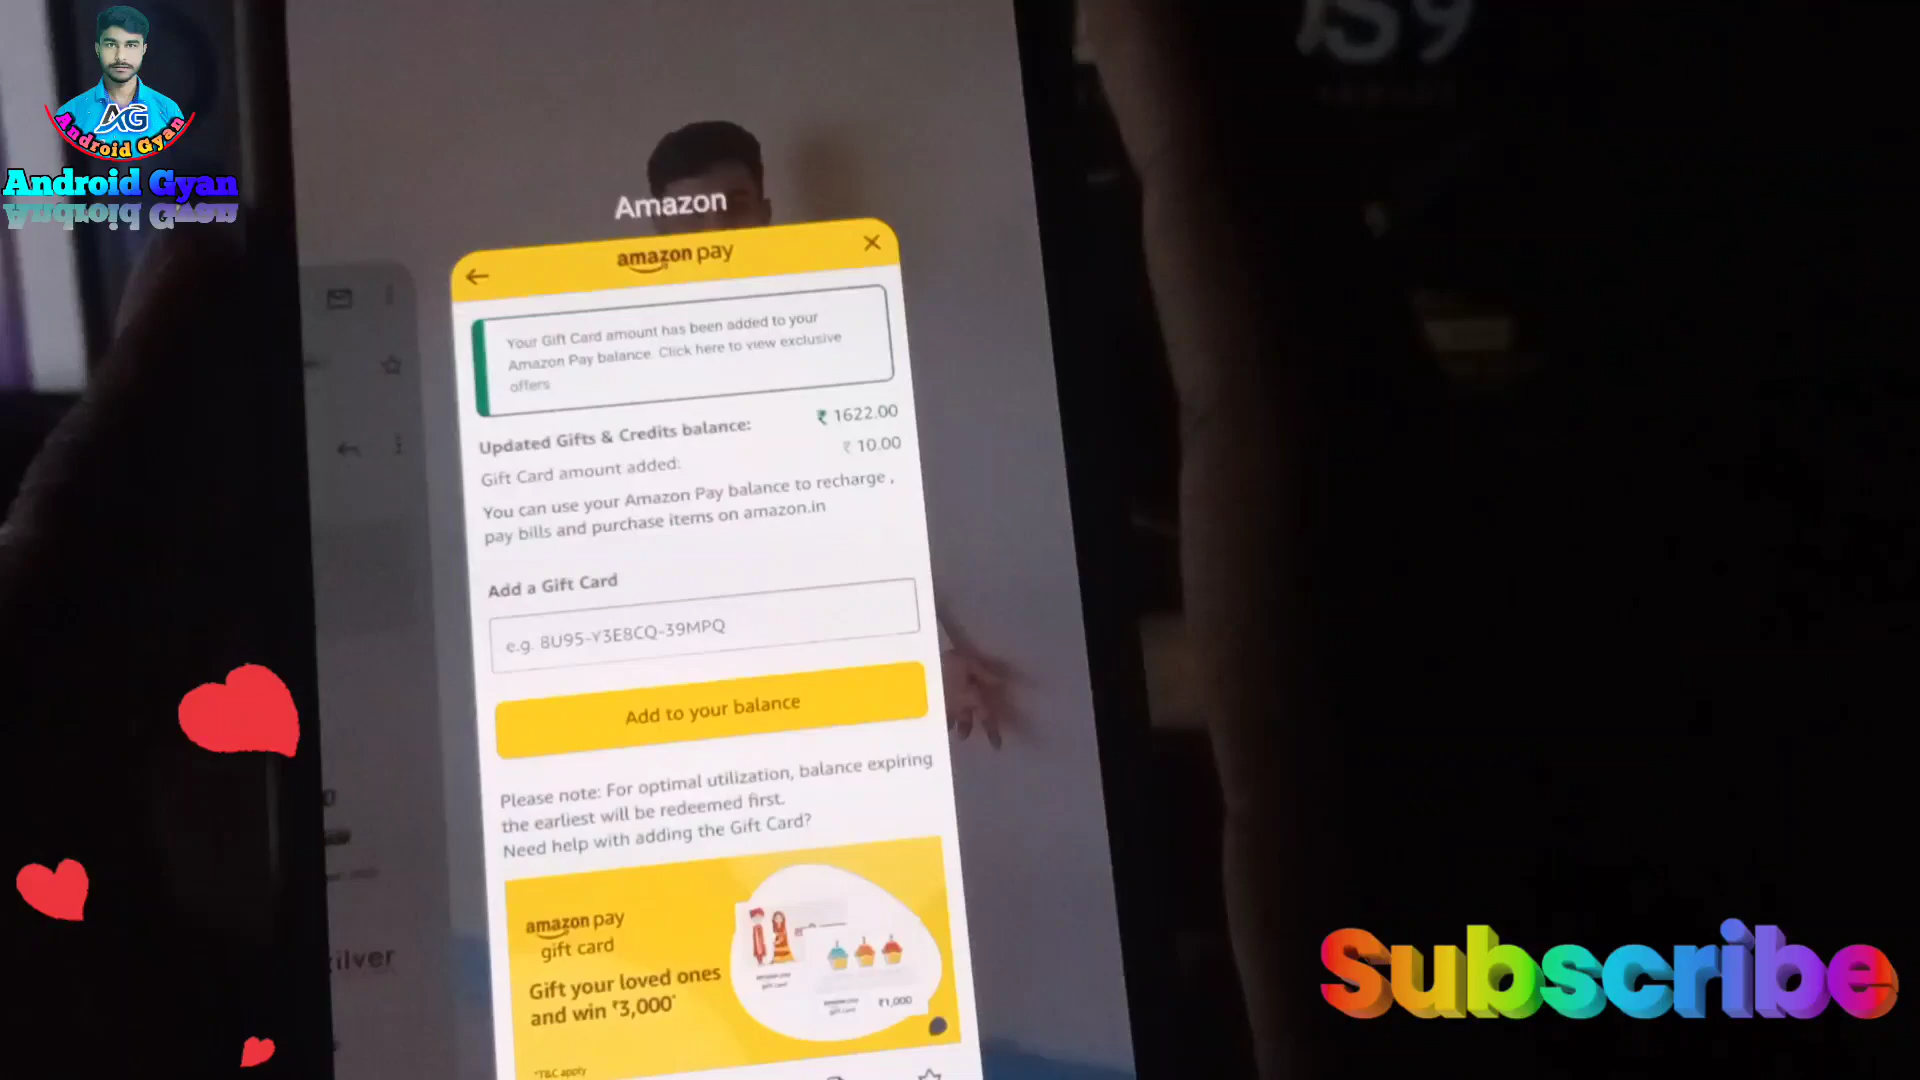 AG
Android Gyan
Android Gyan
Amazon
amazon pay
Your Gift Card amount has been added to your
Amazon Pay balance. Click here to view exclusive
offers
Updated Gifts & Credits balance: ₹ 1622.00
Gift Card amount added: ₹ 10.00
You can use your Amazon Pay balance to recharge ,
pay bills and purchase items on amazon.in
Add a Gift Card
e.g. 8U95-Y3E8CQ-39MPQ
Add to your balance
Please note: For optimal utilization, balance expiring
the earliest will be redeemed first.
Need help with adding the Gift Card?
amazon pay
gift card
Gift your loved ones
and win ₹3,000*
₹1,000
*T&C apply
Subscribe